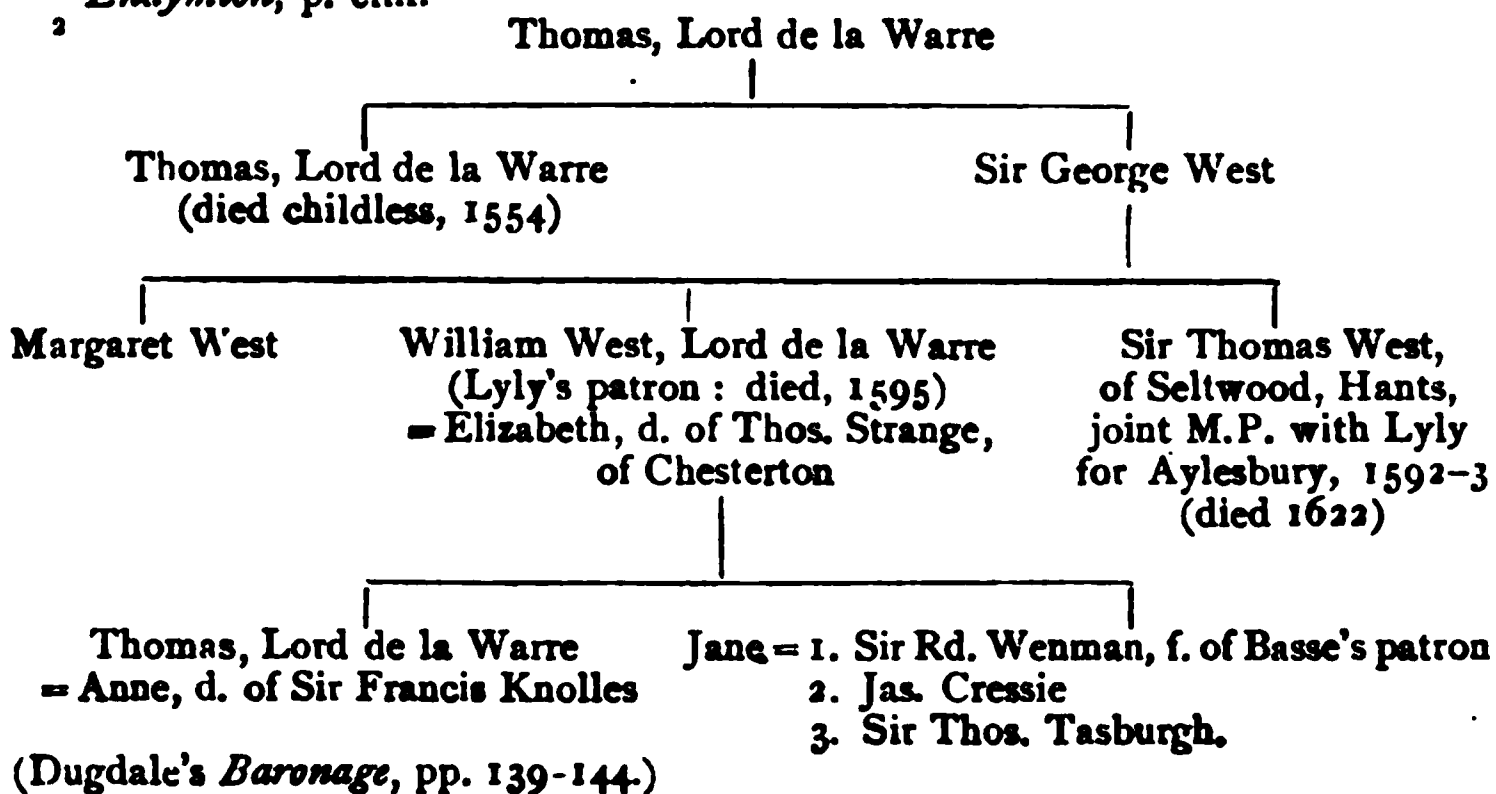 2
Thomas, Lord de la Warre
Thomas, Lord de la Warre
(died childless, 1554)
Sir George West
Margaret West
William West, Lord de la Warre
(Lyly's patron : died, 1595)
= Elizabeth, d. of Thos. Strange,
of Chesterton
Sir Thomas West,
of Seltwood, Hants,
joint M.P. with Lyly
for Aylesbury, 1592-3
(died 1622)
Thomas, Lord de la Warre
= Anne, d. of Sir Francis Knolles
Jane = 1. Sir Rd. Wenman, f. of Basse's patron
2. Jas. Cressie
3. Sir Thos. Tasburgh.
(Dugdale's Baronage, pp. 139-144.)